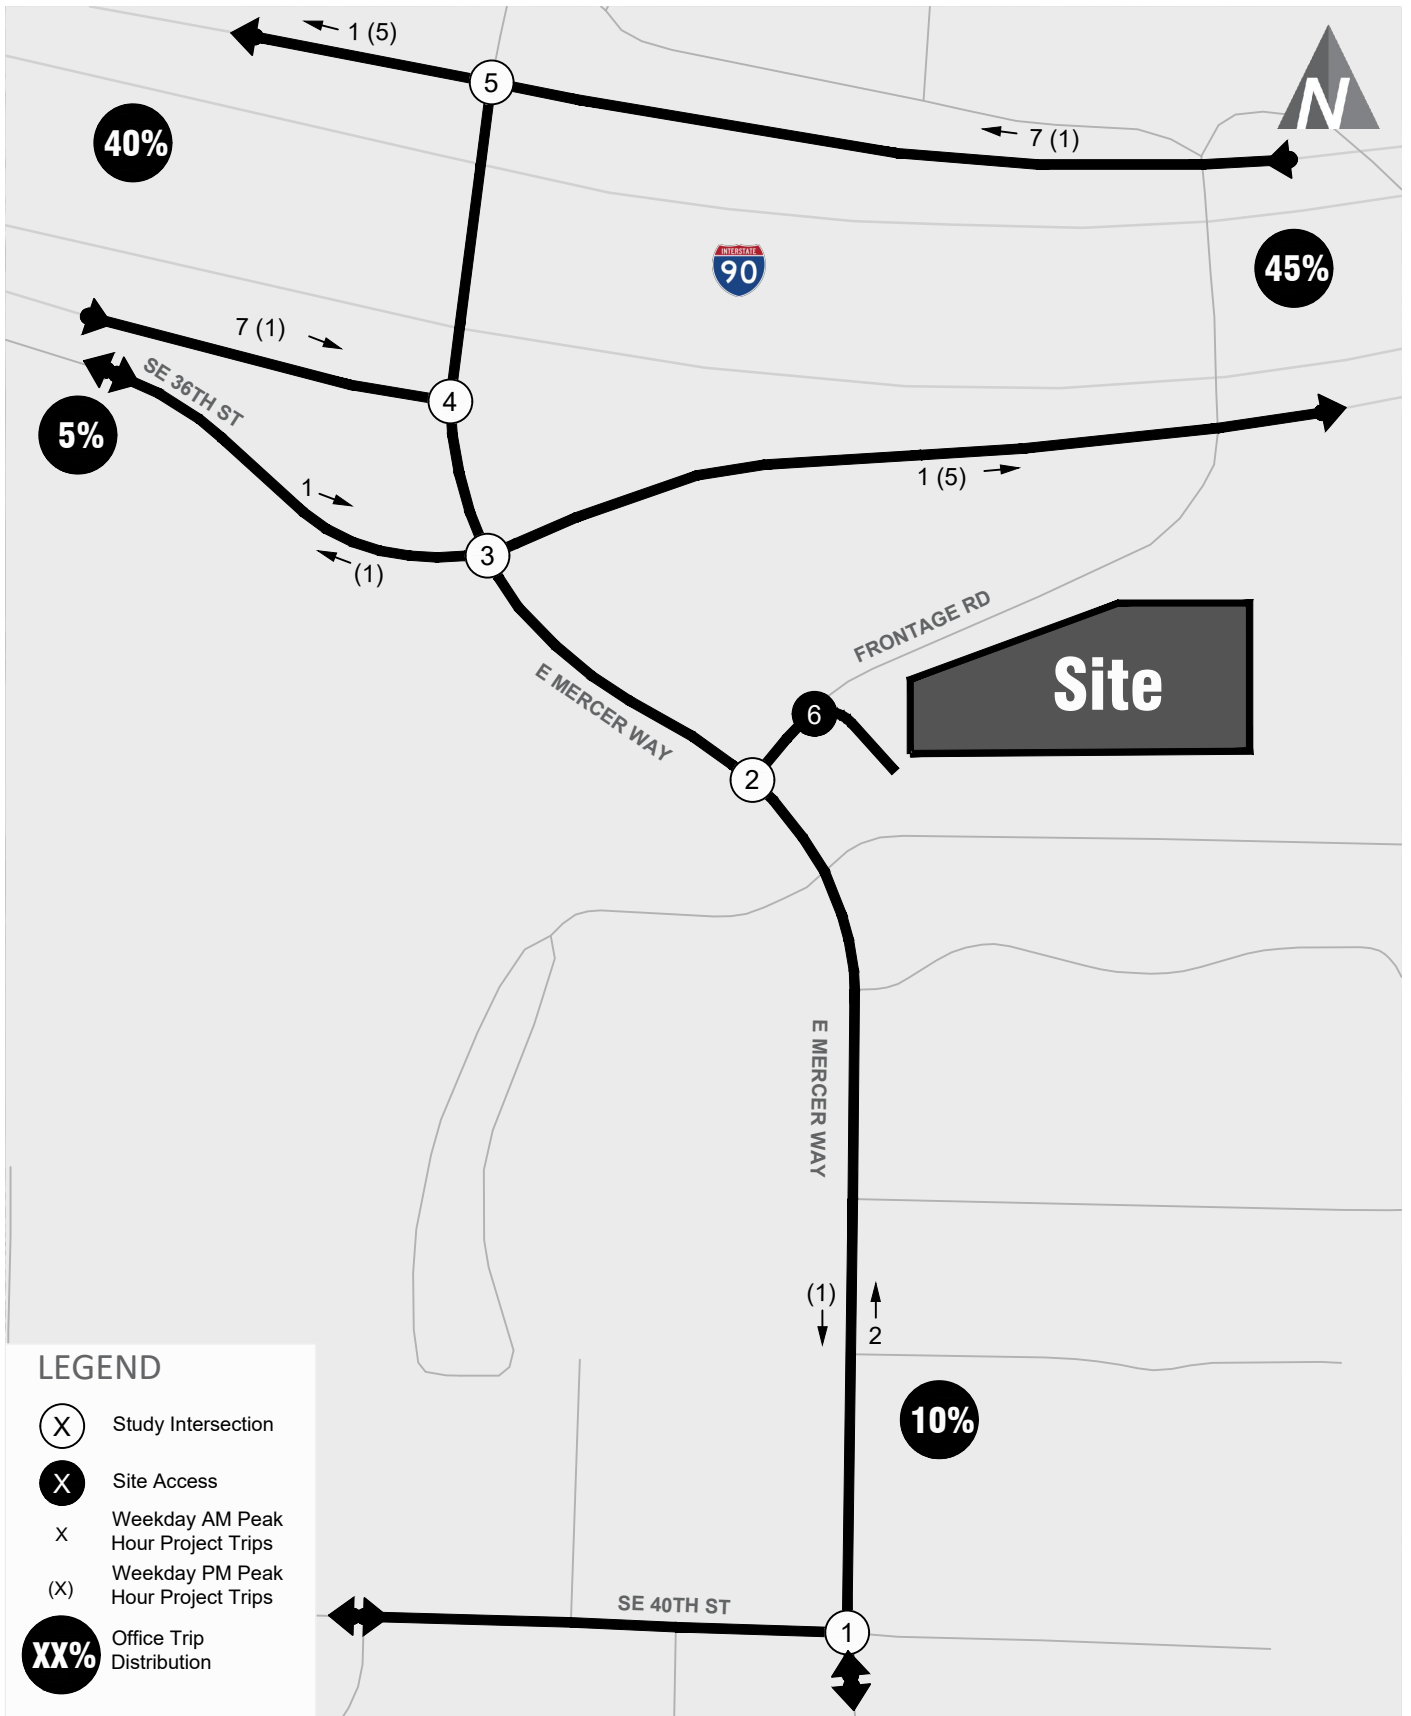 1 (5)
5
N
40%
7 (1)
INTERSTATE
90
45%
7 (1)
SE 36TH ST
4
5%
1
1 (5)
3
(1)
FRONTAGE RD
Site
E MERCER WAY
6
2
E MERCER WAY
(1)
2
10%
LEGEND
X Study Intersection
X Site Access
X Weekday AM Peak
Hour Project Trips
(X) Weekday PM Peak
Hour Project Trips
XX% Office Trip
Distribution
SE 40TH ST
1